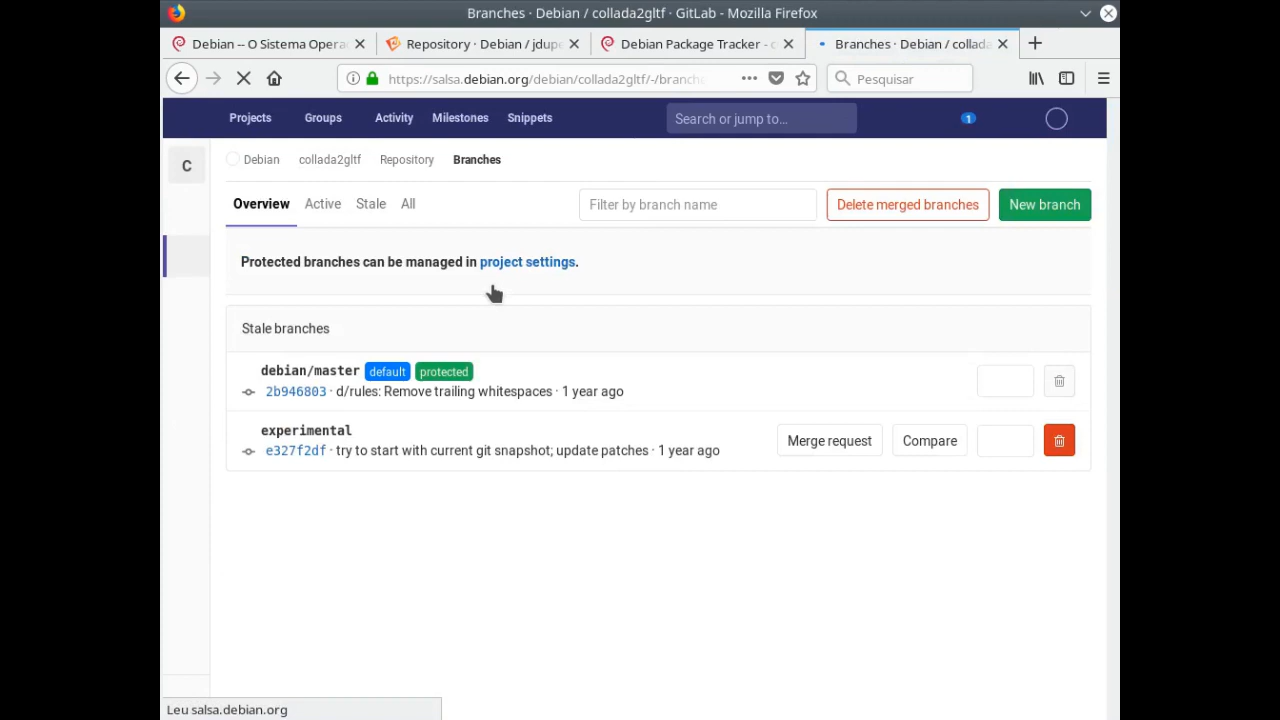 Branches · Debian / collada2gltf · GitLab - Mozilla Firefox
Debian -- O Sistema Opera
Repository · Debian / jdupe
Debian Package Tracker - c
Branches · Debian / collada
https://salsa.debian.org/debian/collada2gltf/-/branche
Pesquisar
Projects Groups Activity Milestones Snippets
Search or jump to...
1
C
Debian collada2gltf Repository Branches
Overview Active Stale All
Filter by branch name
Delete merged branches
New branch
Protected branches can be managed in project settings.
Stale branches
debian/master default protected
2b946803 · d/rules: Remove trailing whitespaces · 1 year ago
experimental
e327f2df · try to start with current git snapshot; update patches · 1 year ago
Merge request
Compare
Leu salsa.debian.org